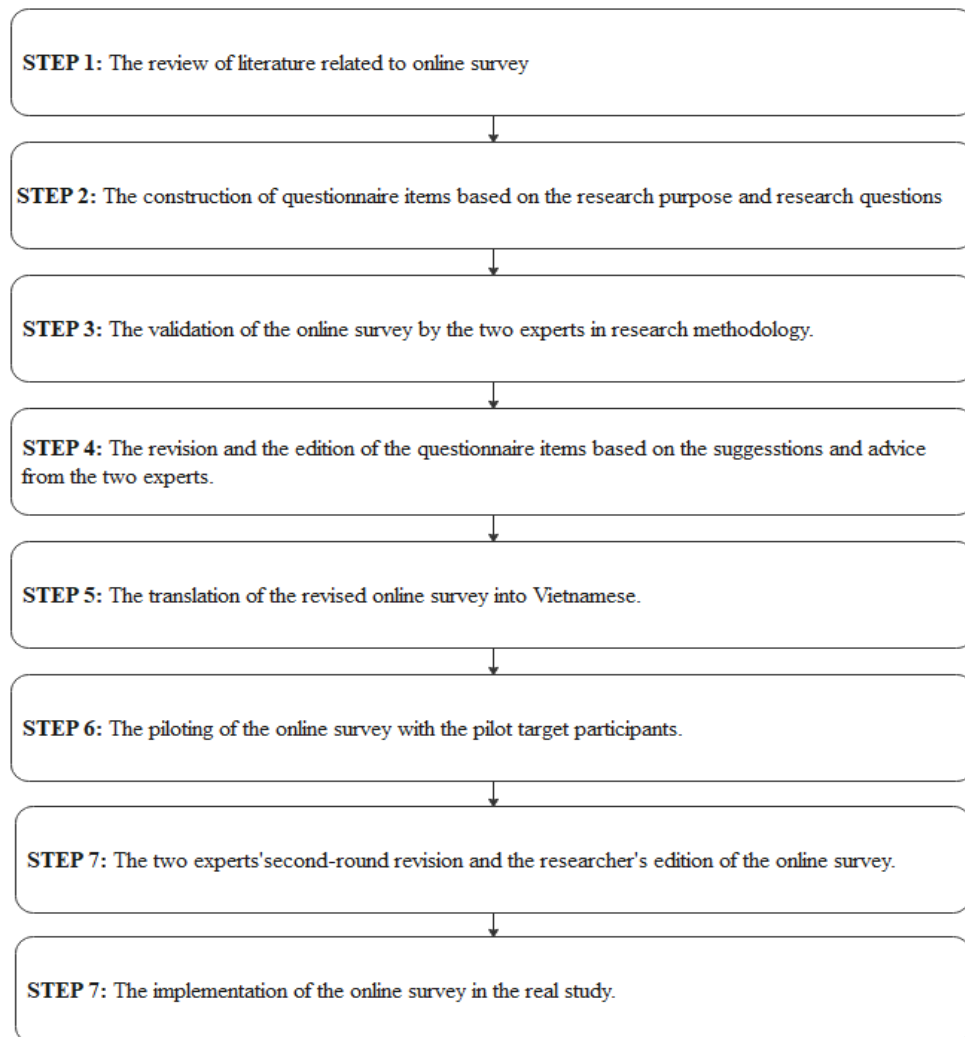 STEP 1: The review of literature related to online survey
STEP 2: The construction of questionnaire items based on the research purpose and research questions
STEP 3: The validation of the online survey by the two experts in research methodology.
STEP 4: The revision and the edition of the questionnaire items based on the suggesstions and advice
from the two experts.
STEP 5: The translation of the revised online survey into Vietnamese.
STEP 6: The piloting of the online survey with the pilot target participants.
STEP 7: The two experts'second-round revision and the researcher's edition of the online survey.
STEP 7: The implementation of the online survey in the real study.